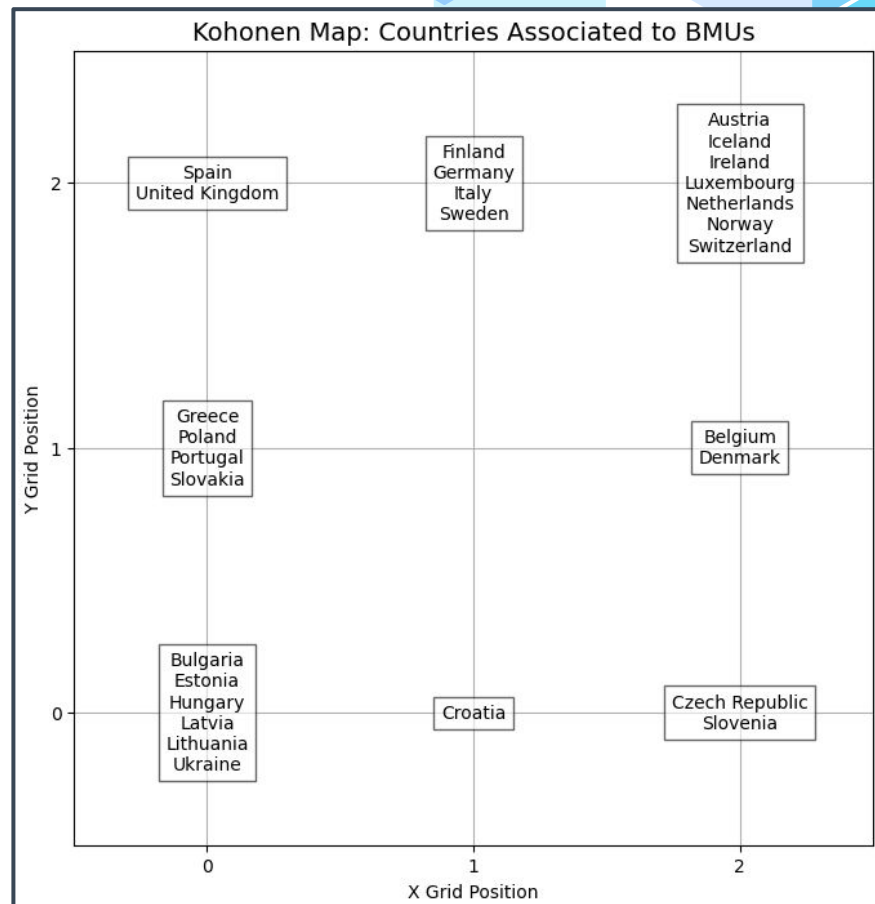 Kohonen Map: Countries Associated to BMUs
2
Spain
United Kingdom
Finland
Germany
Italy
Sweden
Austria
Iceland
Ireland
Luxembourg
Netherlands
Norway
Switzerland
Y Grid Position
1
Greece
Poland
Portugal
Slovakia
Belgium
Denmark
0
Bulgaria
Estonia
Hungary
Latvia
Lithuania
Ukraine
Croatia
Czech Republic
Slovenia
0
1
2
X Grid Position